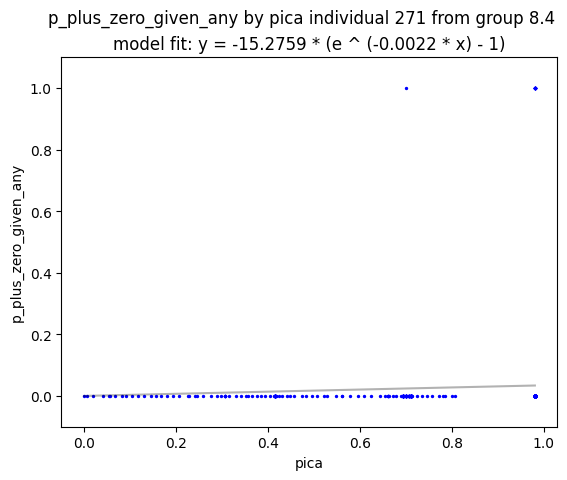 p_plus_zero_given_any by pica individual 271 from group 8.4
model fit: y = -15.2759 * (e ^ (-0.0022 * x) - 1)
1.0
0.8
0.6
0.4
0.2
0.0
p_plus_zero_given_any
0.0 0.2 0.4 0.6 0.8 1.0
pica